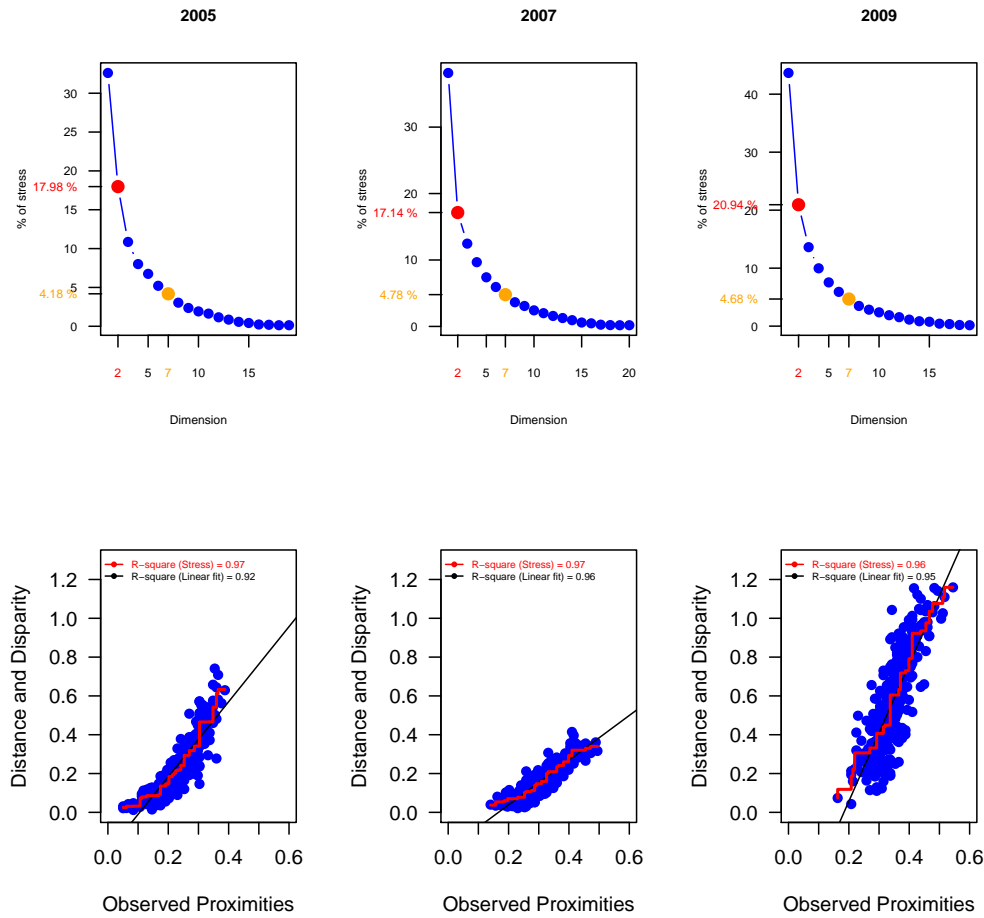 2005
2007
2009
% of stress
30
25
20
17.98 %
15
10
5
4.18 %
0
2
5
7
10
15
Dimension
% of stress
30
20
17.14 %
10
4.78 %
0
2
5
7
10
15
20
Dimension
% of stress
40
30
20.94 %
20
10
4.68 %
0
2
5
7
10
15
Dimension
Distance and Disparity
R−square (Stress) = 0.97
R−square (Linear fit) = 0.92
1.2
1.0
0.8
0.6
0.4
0.2
0.0
0.0 0.2 0.4 0.6
Observed Proximities
Distance and Disparity
R−square (Stress) = 0.97
R−square (Linear fit) = 0.96
1.2
1.0
0.8
0.6
0.4
0.2
0.0
0.0 0.2 0.4 0.6
Observed Proximities
Distance and Disparity
R−square (Stress) = 0.96
R−square (Linear fit) = 0.95
1.2
1.0
0.8
0.6
0.4
0.2
0.0
0.0 0.2 0.4 0.6
Observed Proximities